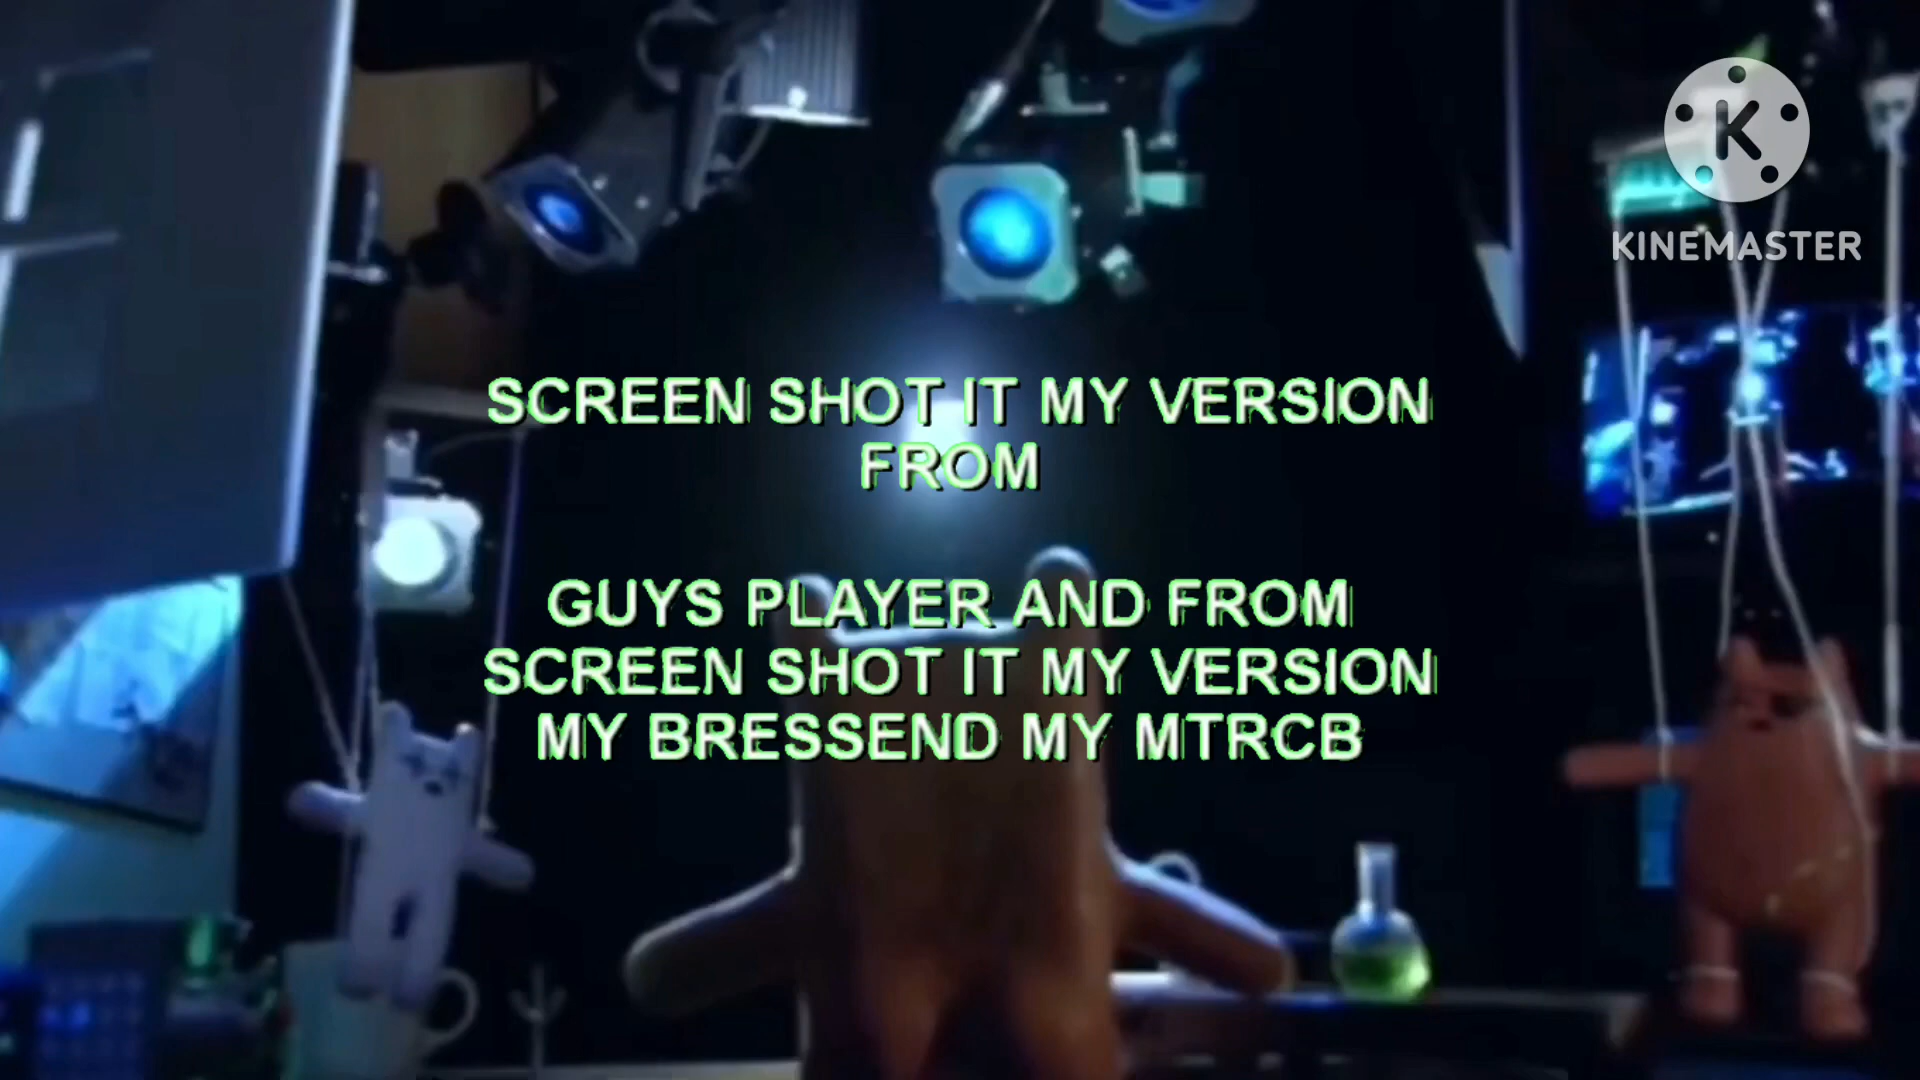 K
KINEMASTER
SCREEN SHOT IT MY VERSION
FROM
GUYS PLAYER AND FROM
SCREEN SHOT IT MY VERSION
MY BRESSEND MY MTRCB